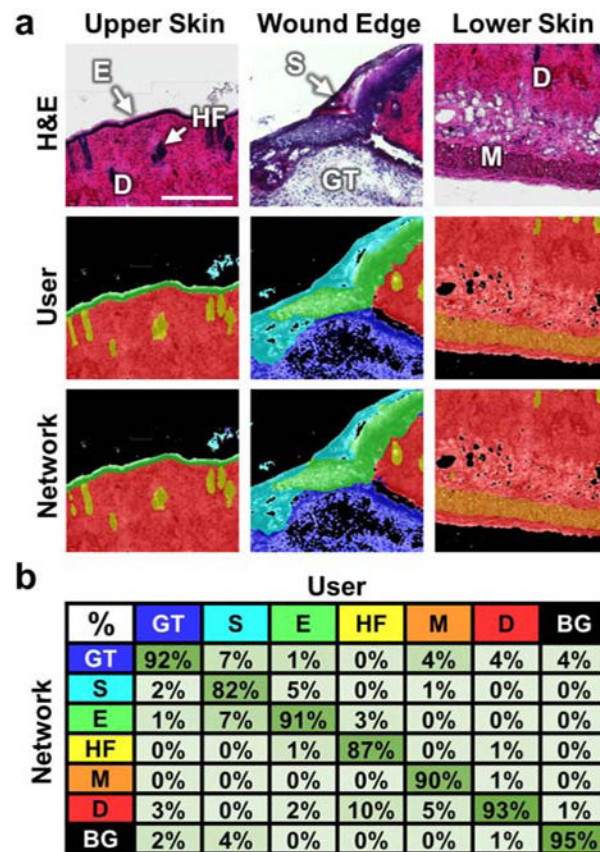 a
Upper Skin Wound Edge Lower Skin
H&E
E
HF
D
S
GT
D
M
User
Network
b
User
Network
% GT S E HF M D BG
GT 92% 7% 1% 0% 4% 4% 4%
S 2% 82% 5% 0% 1% 0% 0%
E 1% 7% 91% 3% 0% 0% 0%
HF 0% 0% 1% 87% 0% 1% 0%
M 0% 0% 0% 0% 90% 1% 0%
D 3% 0% 2% 10% 5% 93% 1%
BG 2% 4% 0% 0% 0% 1% 95%